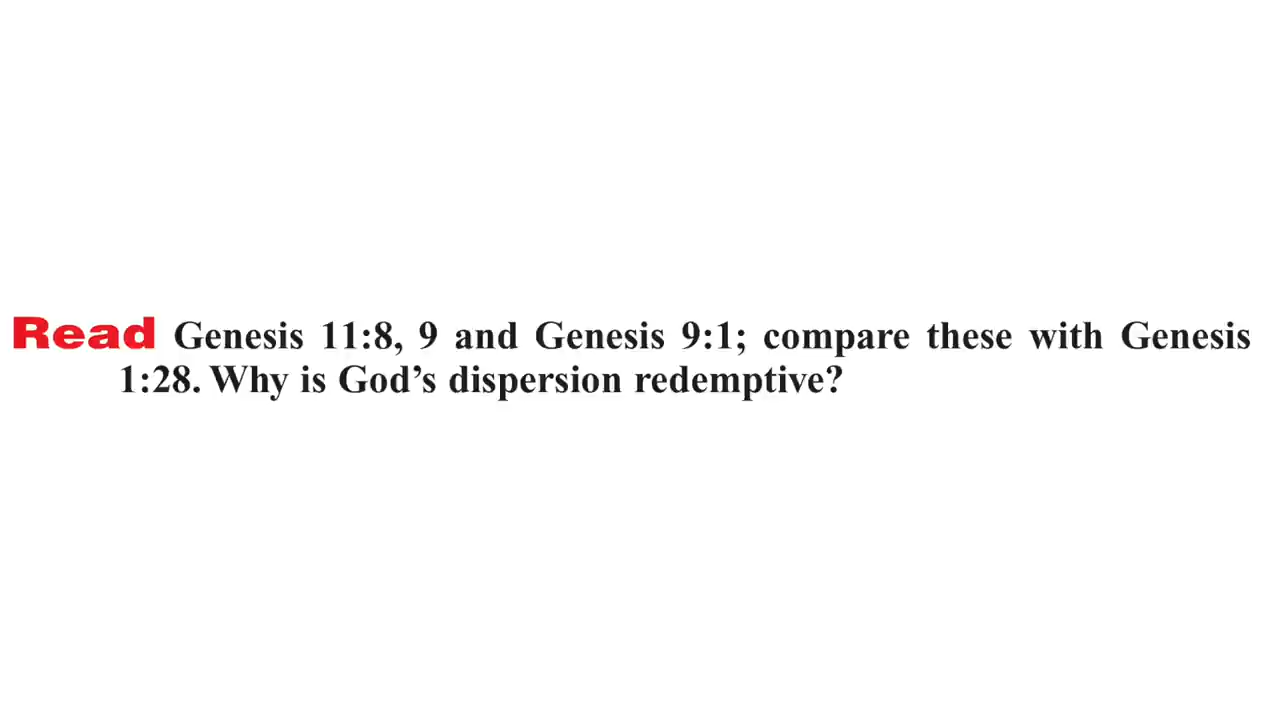 Read Genesis 11:8, 9 and Genesis 9:1; compare these with Genesis
1:28. Why is God’s dispersion redemptive?